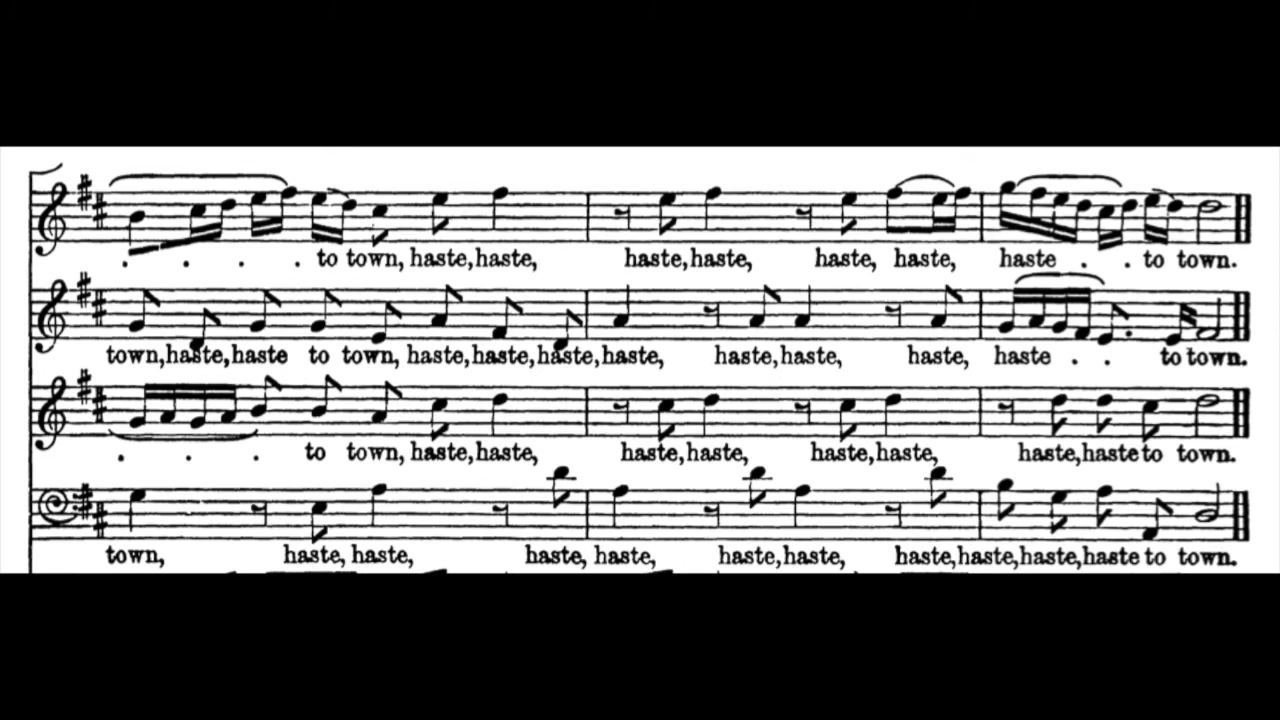 . . . . to town, haste, haste, haste, haste, haste, haste, haste . . to town.
town, haste, haste to town, haste, haste, haste, haste, haste, haste, haste, haste . . to town.
. . . to town, haste, haste, haste, haste, haste, haste, haste, haste to town.
town, haste, haste, haste, haste, haste, haste, haste, haste, haste, haste to town.